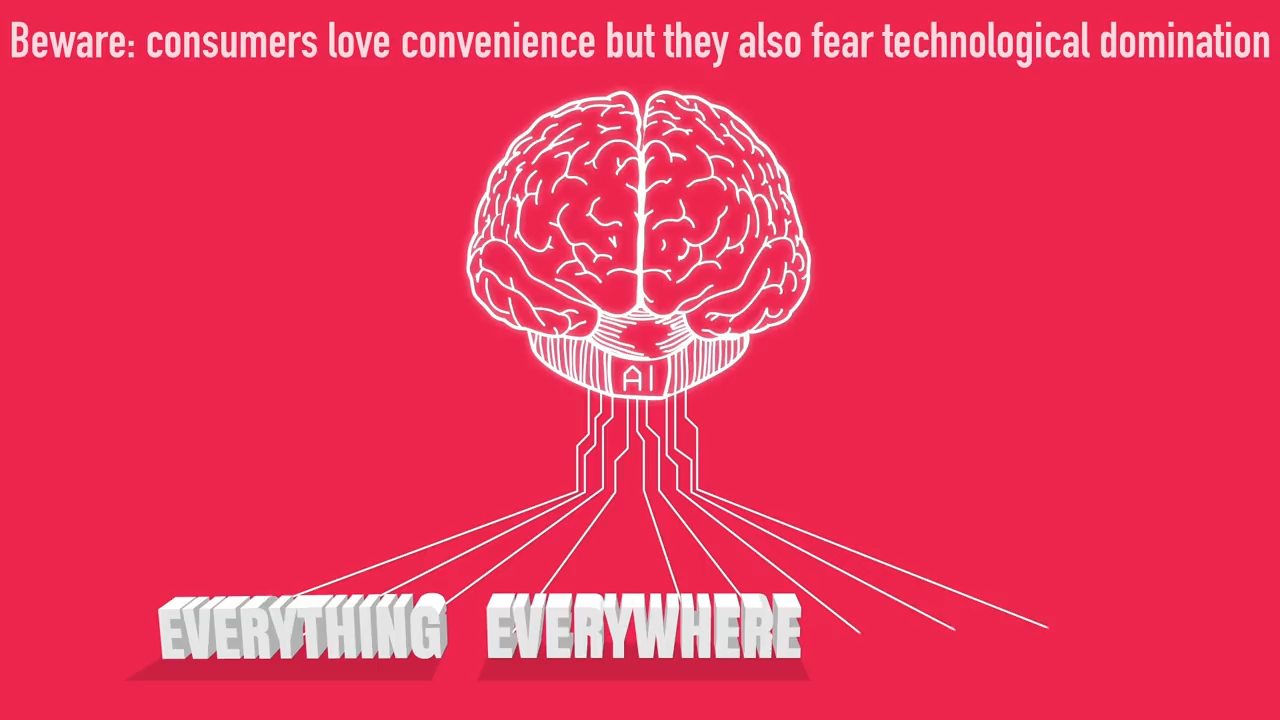 Beware: consumers love convenience but they also fear technological domination
AI
EVERYTHING EVERYWHERE